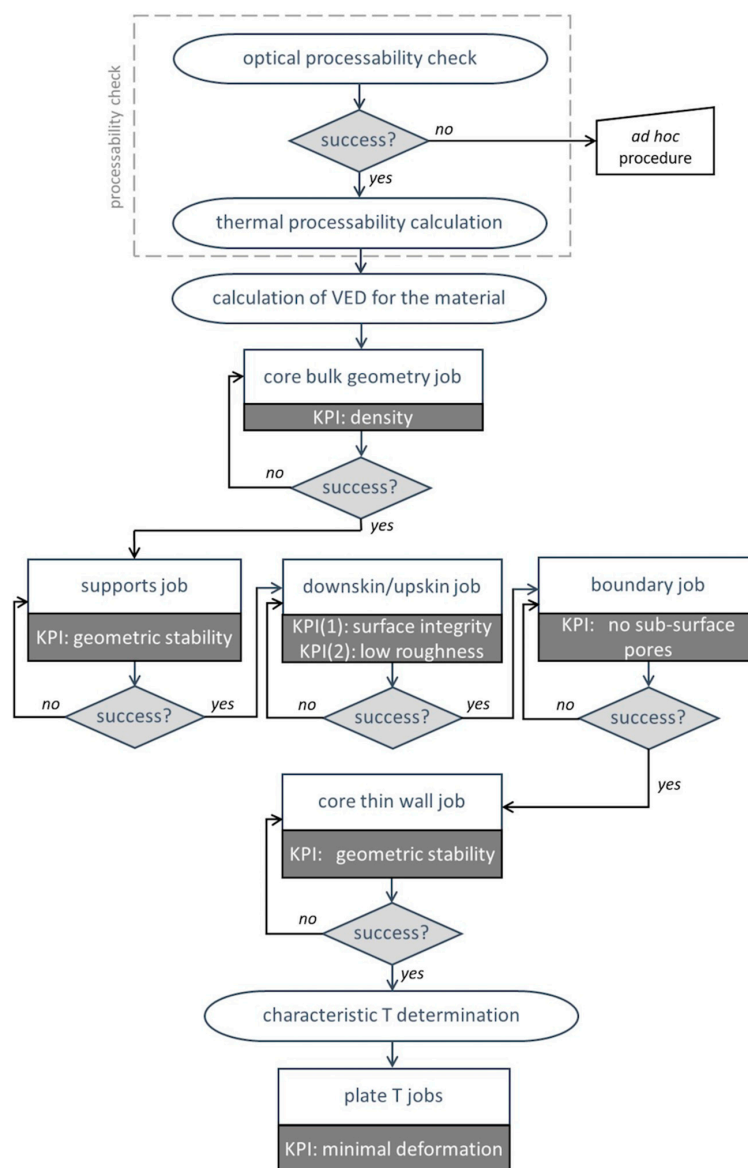 processability check
optical processability check
success?
no
ad hoc
procedure
yes
thermal processability calculation
calculation of VED for the material
core bulk geometry job
KPI: density
no
success?
yes
supports job
KPI: geometric stability
no
success?
yes
downskin/upskin job
KPI(1): surface integrity
KPI(2): low roughness
no
success?
yes
boundary job
KPI: no sub-surface
pores
no
success?
yes
core thin wall job
KPI: geometric stability
no
success?
yes
characteristic T determination
plate T jobs
KPI: minimal deformation